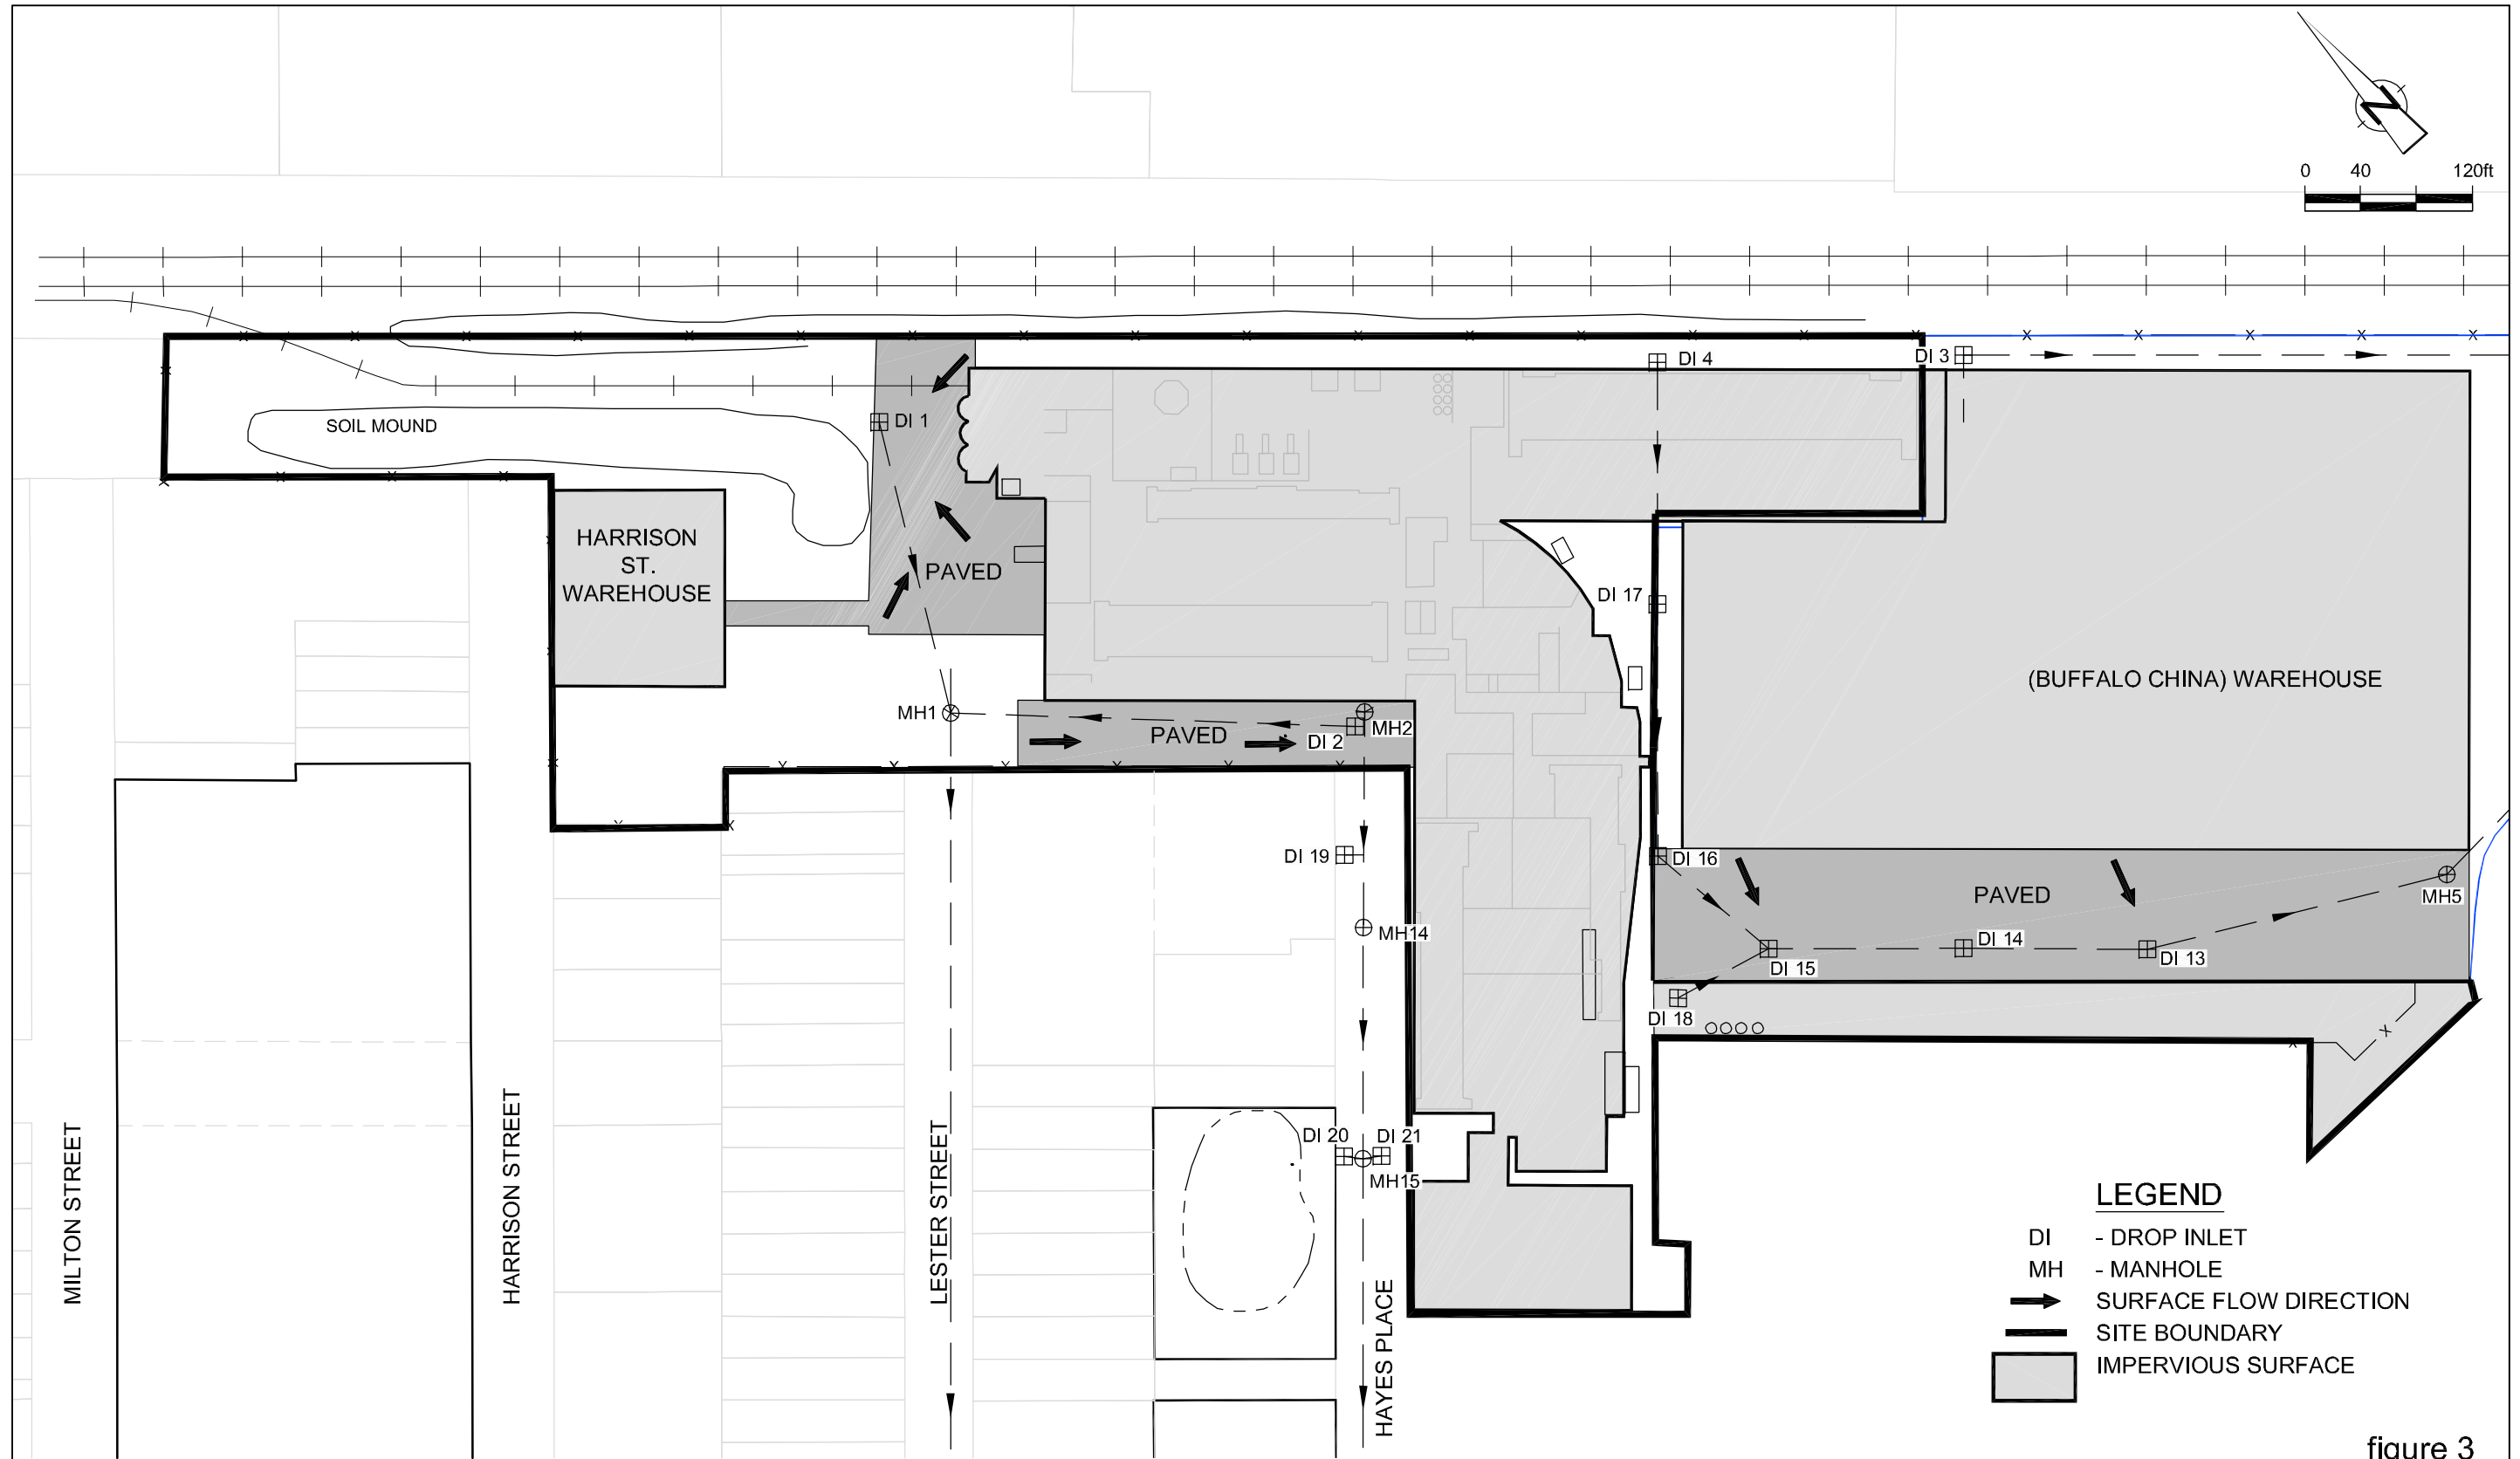 0 40 120ft
N
DI 4
DI 3
DI 1
SOIL MOUND
HARRISON
ST.
WAREHOUSE
PAVED
DI 17
(BUFFALO CHINA) WAREHOUSE
MH1
PAVED
DI 2
MH2
DI 19
DI 16
PAVED
MH5
MH14
DI 14
DI 15
DI 13
DI 18
DI 20
DI 21
MH15
MILTON STREET
HARRISON STREET
LESTER STREET
HAYES PLACE
LEGEND
DI - DROP INLET
MH - MANHOLE
SURFACE FLOW DIRECTION
SITE BOUNDARY
IMPERVIOUS SURFACE
figure 3